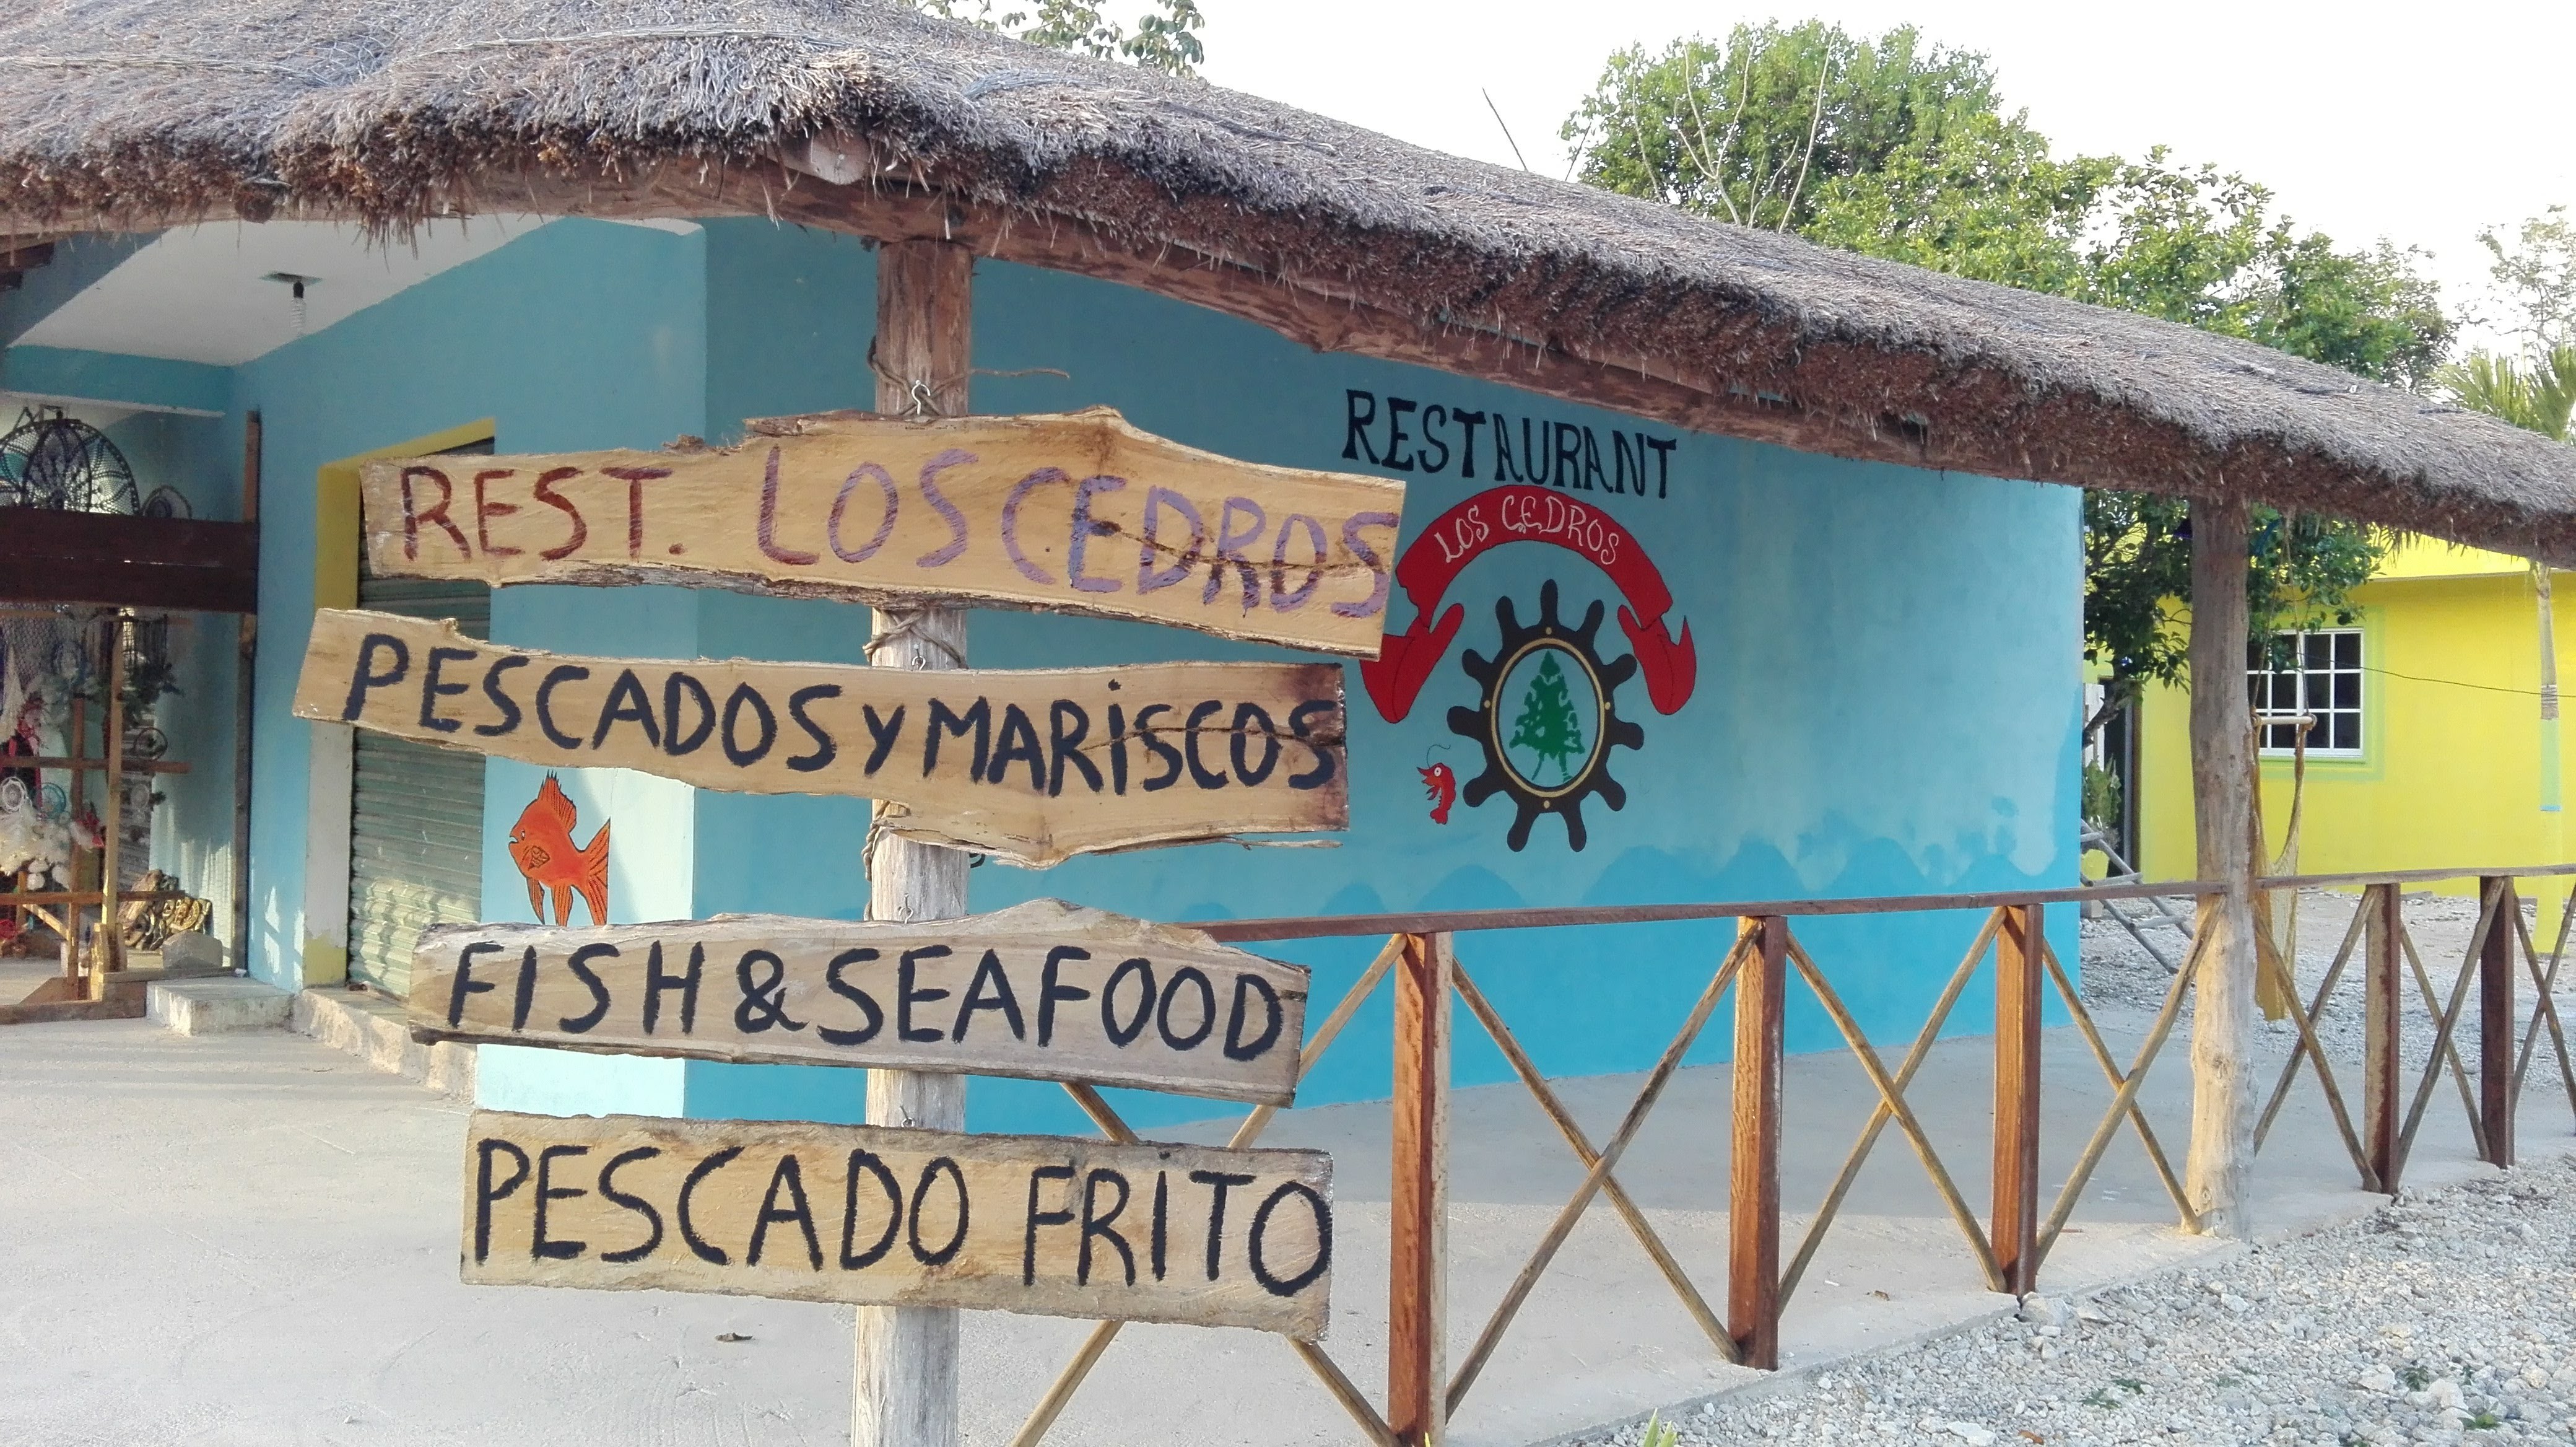 REST. LOS CEDROS
PESCADOS Y MARISCOS
FISH & SEAFOOD
PESCADO FRITO
RESTAURANT
LOS CEDROS